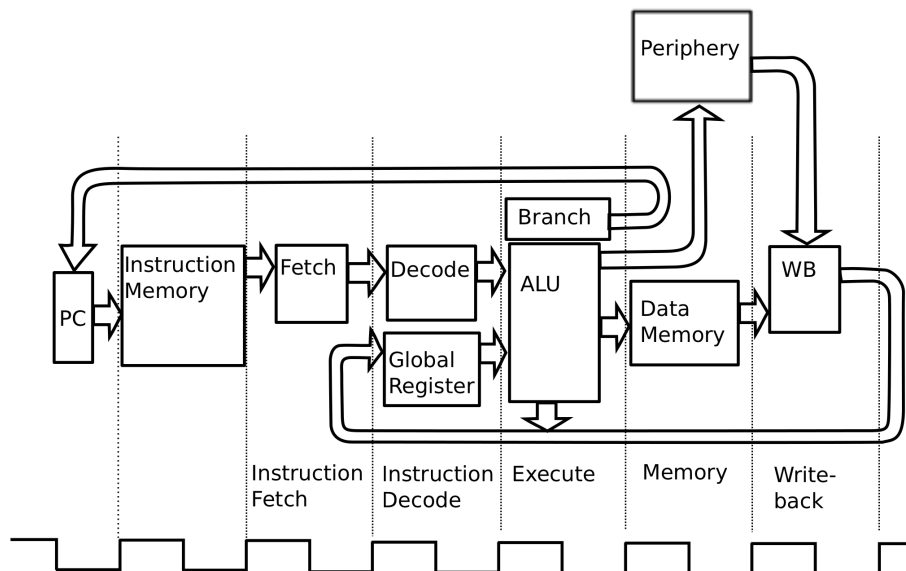 Periphery
Branch
Instruction
Memory
Fetch
Decode
ALU
WB
PC
Data
Memory
Global
Register
Instruction
Fetch
Instruction
Decode
Execute
Memory
Write-
back